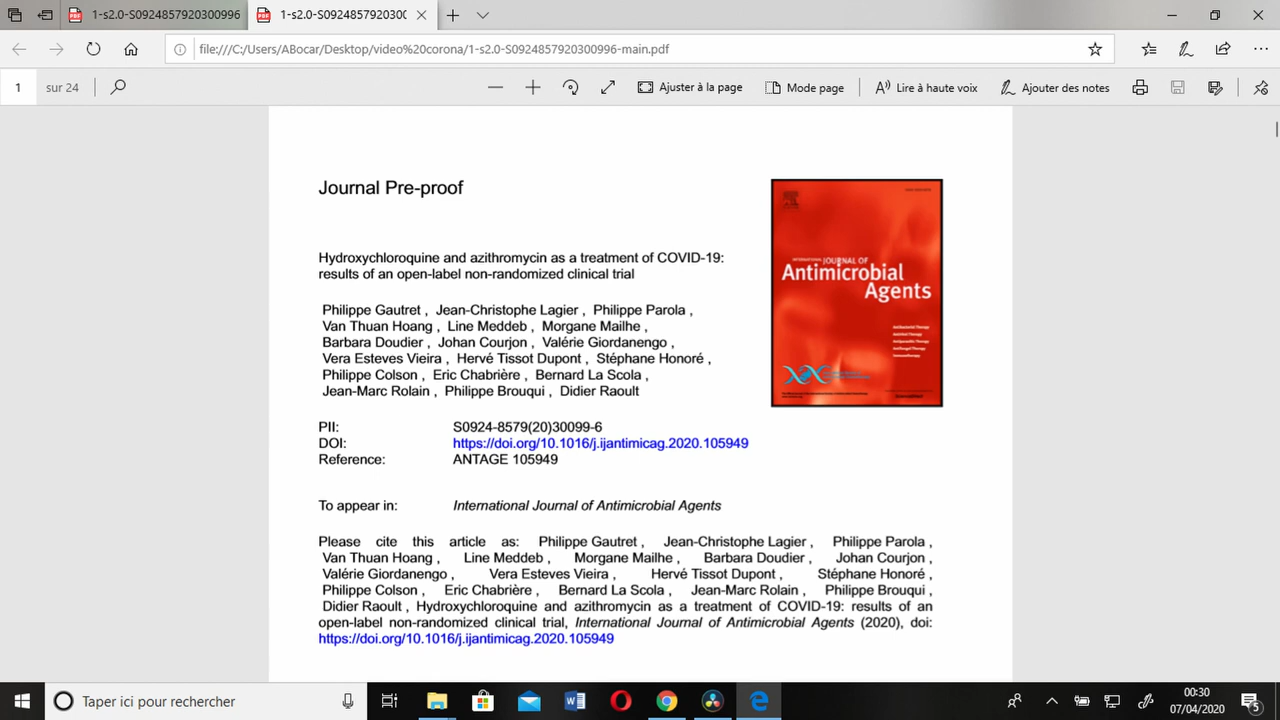 1-s2.0-S0924857920300996
1-s2.0-S092485792030
file:///C:/Users/ABocar/Desktop/video%20corona/1-s2.0-S0924857920300996-main.pdf
1 sur 24 Ajuster à la page Mode page Lire à haute voix Ajouter des notes
Journal Pre-proof
Hydroxychloroquine and azithromycin as a treatment of COVID-19:
results of an open-label non-randomized clinical trial
Philippe Gautret , Jean-Christophe Lagier , Philippe Parola ,
Van Thuan Hoang , Line Meddeb , Morgane Mailhe ,
Barbara Doudier , Johan Courjon , Valérie Giordanengo ,
Vera Esteves Vieira , Hervé Tissot Dupont , Stéphane Honoré ,
Philippe Colson , Eric Chabrière , Bernard La Scola ,
Jean-Marc Rolain , Philippe Brouqui , Didier Raoult
INTERNATIONAL JOURNAL OF
Antimicrobial
Agents
Antibacterial Therapy
Antiviral Therapy
Antiparasitic Therapy
Antifungal Therapy
Immunotherapy
PII: S0924-8579(20)30099-6
DOI: https://doi.org/10.1016/j.ijantimicag.2020.105949
Reference: ANTAGE 105949
To appear in: International Journal of Antimicrobial Agents
Please cite this article as: Philippe Gautret , Jean-Christophe Lagier , Philippe Parola ,
Van Thuan Hoang , Line Meddeb , Morgane Mailhe , Barbara Doudier , Johan Courjon ,
Valérie Giordanengo , Vera Esteves Vieira , Hervé Tissot Dupont , Stéphane Honoré ,
Philippe Colson , Eric Chabrière , Bernard La Scola , Jean-Marc Rolain , Philippe Brouqui ,
Didier Raoult , Hydroxychloroquine and azithromycin as a treatment of COVID-19: results of an
open-label non-randomized clinical trial, International Journal of Antimicrobial Agents (2020), doi:
https://doi.org/10.1016/j.ijantimicag.2020.105949
Taper ici pour rechercher
00:30
07/04/2020
5